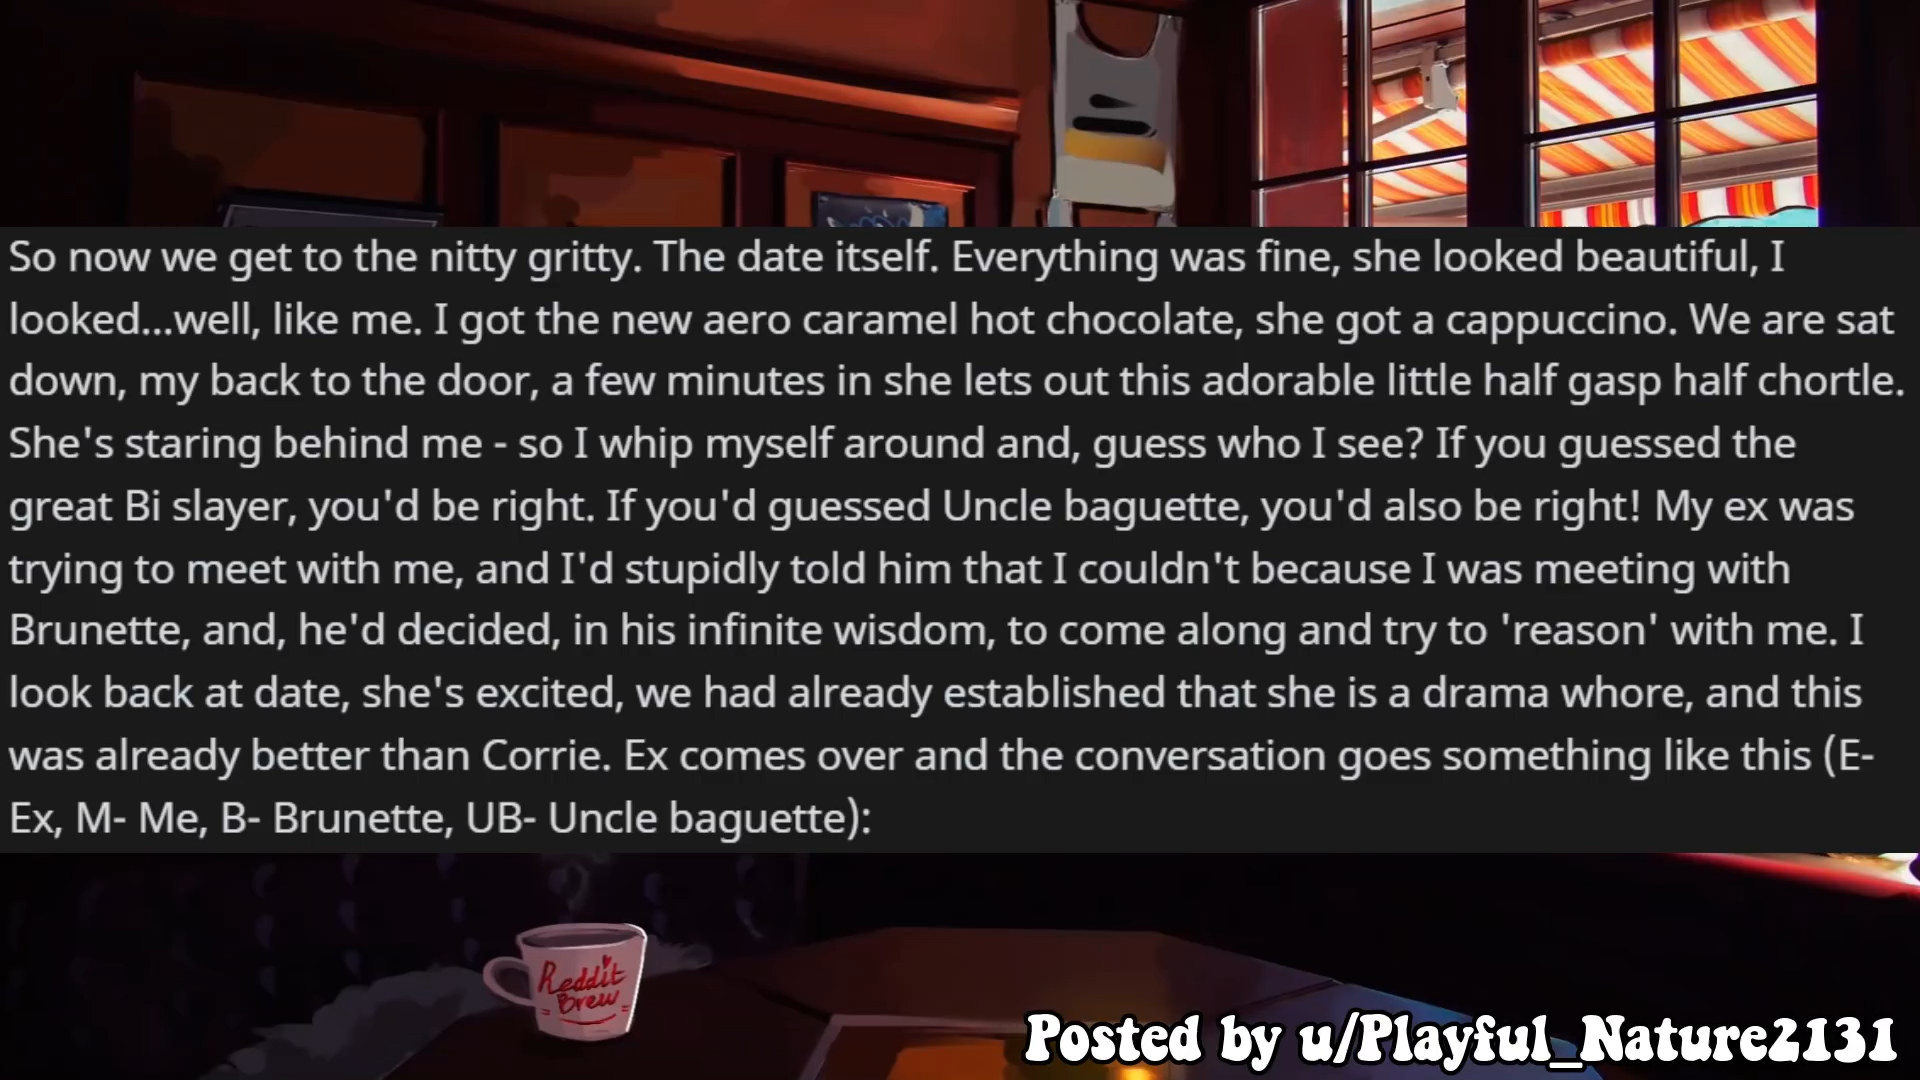 So now we get to the nitty gritty. The date itself. Everything was fine, she looked beautiful, I
looked...well, like me. I got the new aero caramel hot chocolate, she got a cappuccino. We are sat
down, my back to the door, a few minutes in she lets out this adorable little half gasp half chortle.
She's staring behind me - so I whip myself around and, guess who I see? If you guessed the
great Bi slayer, you'd be right. If you'd guessed Uncle baguette, you'd also be right! My ex was
trying to meet with me, and I'd stupidly told him that I couldn't because I was meeting with
Brunette, and, he'd decided, in his infinite wisdom, to come along and try to 'reason' with me. I
look back at date, she's excited, we had already established that she is a drama whore, and this
was already better than Corrie. Ex comes over and the conversation goes something like this (E-
Ex, M- Me, B- Brunette, UB- Uncle baguette):
Reddit
Brew
Posted by u/Playful_Nature2131